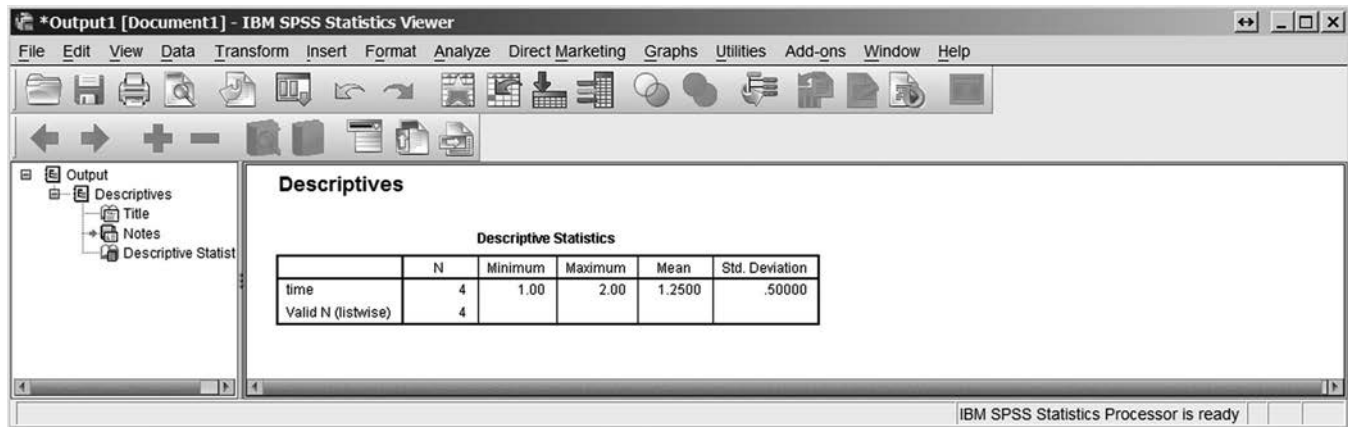 *Output1 [Document1] - IBM SPSS Statistics Viewer
File Edit View Data Transform Insert Format Analyze Direct Marketing Graphs Utilities Add-ons Window Help
Output
Descriptives
Title
Notes
Descriptive Statist
Descriptives
Descriptive Statistics
N Minimum Maximum Mean Std. Deviation
time 4 1.00 2.00 1.2500 .50000
Valid N (listwise) 4
IBM SPSS Statistics Processor is ready